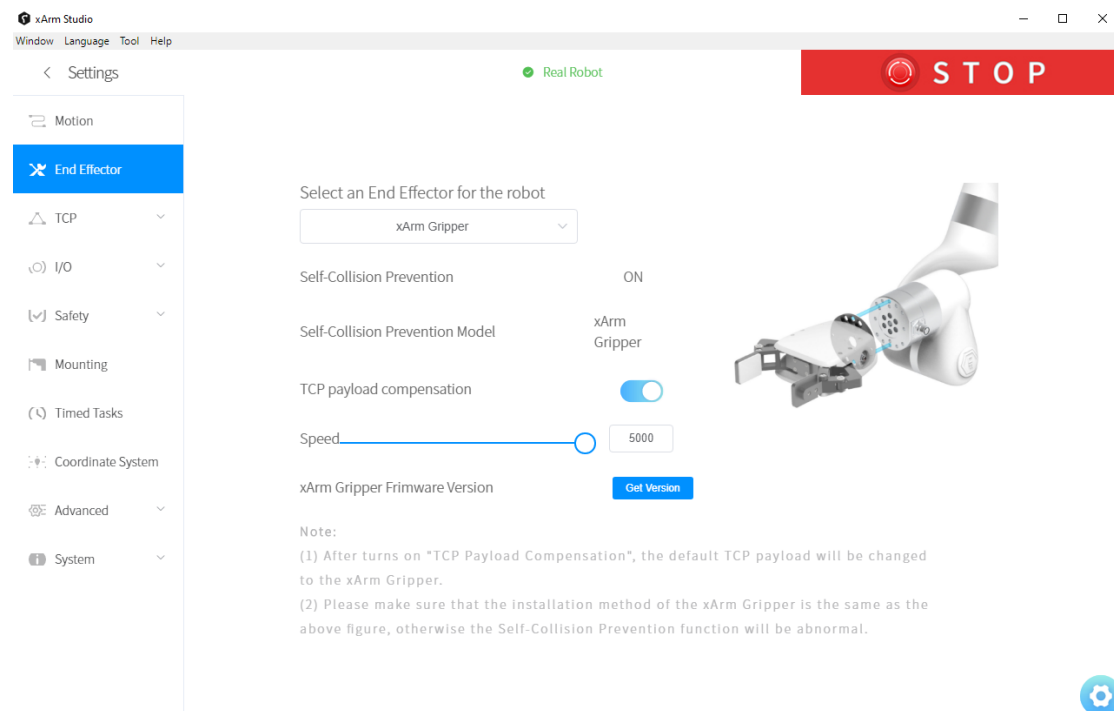 xArm Studio
Window Language Tool Help
Settings
Real Robot
STOP
Motion
End Effector
TCP
I/O
Safety
Mounting
Timed Tasks
Coordinate System
Advanced
System
Select an End Effector for the robot
xArm Gripper
Self-Collision Prevention ON
Self-Collision Prevention Model xArm
Gripper
TCP payload compensation
Speed 5000
xArm Gripper Frimware Version Get Version
Note:
(1) After turns on "TCP Payload Compensation", the default TCP payload will be changed
to the xArm Gripper.
(2) Please make sure that the installation method of the xArm Gripper is the same as the
above figure, otherwise the Self-Collision Prevention function will be abnormal.